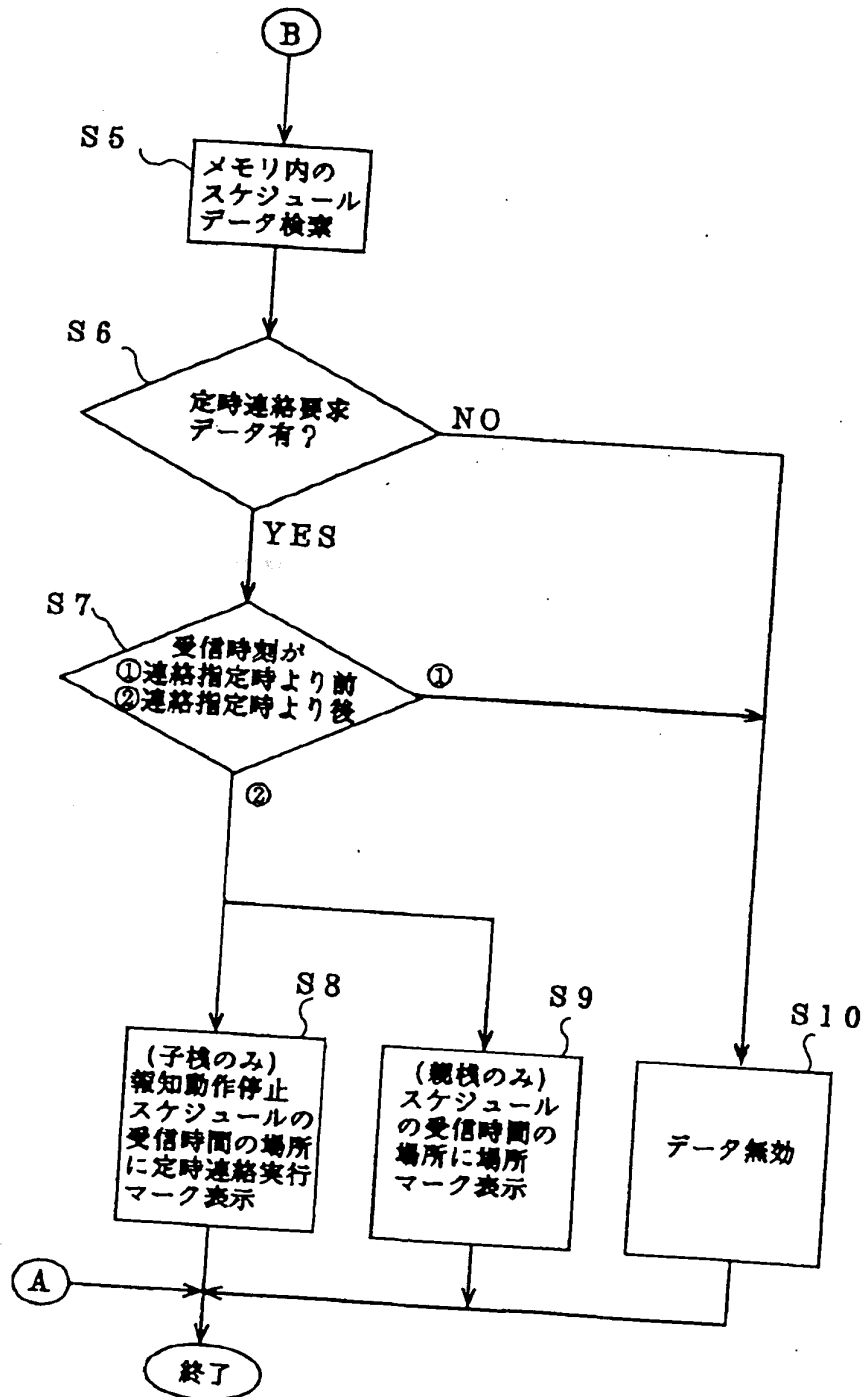 B
S5
メモリ内の
スケジュール
データ検索
S6
定時連絡要求
データ有?
NO
YES
S7
受信時刻が
①連絡指定時より前
②連絡指定時より後
①
②
S8
(子機のみ)
報知動作停止
スケジュールの
受信時間の場所
に定時連絡実行
マーク表示
S9
(親機のみ)
スケジュール
の受信時間の
場所に場所
マーク表示
S10
データ無効
A
終了